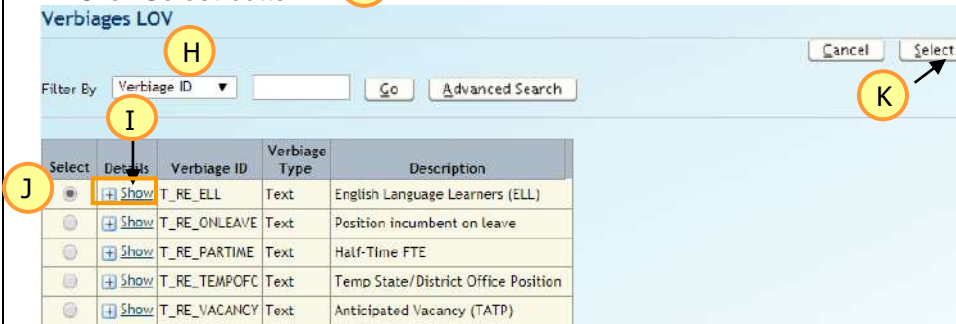 Verbiages LOV
H
Cancel Select
Filter By Verbiage ID ▼ Go Advanced Search
K
I
Select Details Verbiage ID Verbiage Type Description
J
Show T_RE_ELL Text English Language Learners (ELL)
Show T_RE_ONLEAVE Text Position incumbent on leave
Show T_RE_PARTIME Text Half-Time FTE
Show T_RE_TEMPOFC Text Temp State/District Office Position
Show T_RE_VACANCY Text Anticipated Vacancy (TATP)